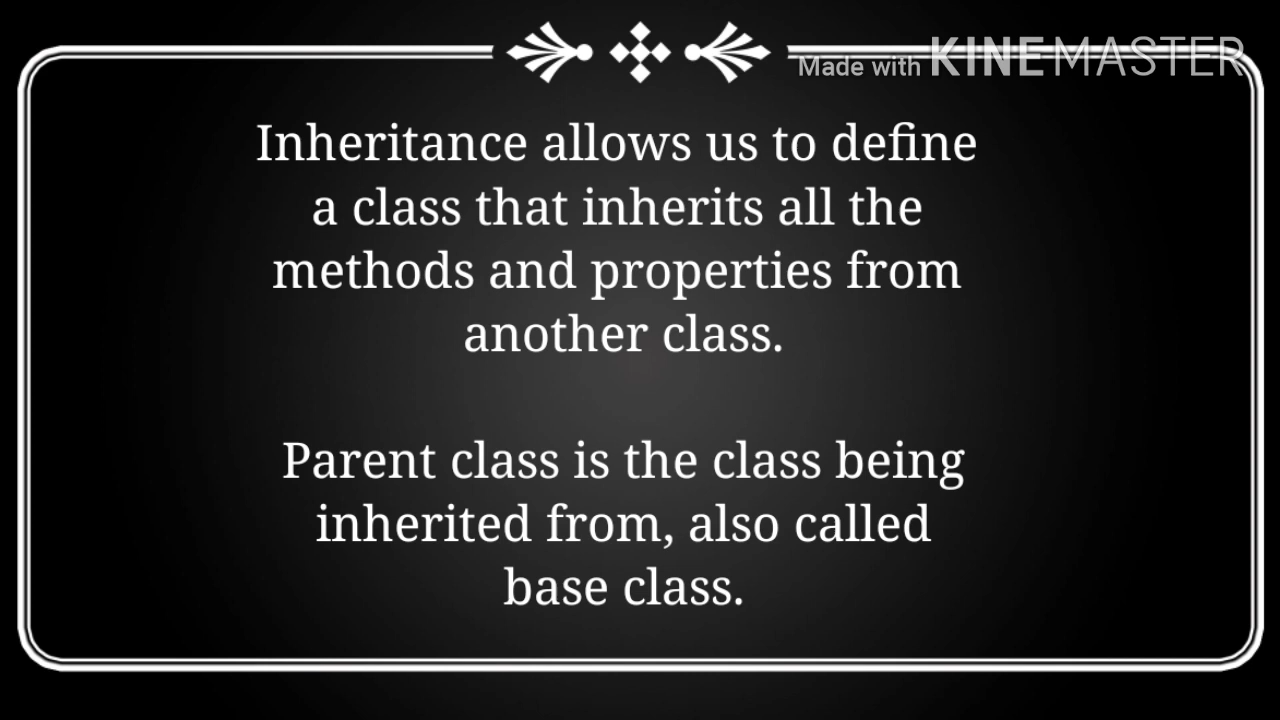 Made with KINEMASTER
Inheritance allows us to define
a class that inherits all the
methods and properties from
another class.
Parent class is the class being
inherited from, also called
base class.